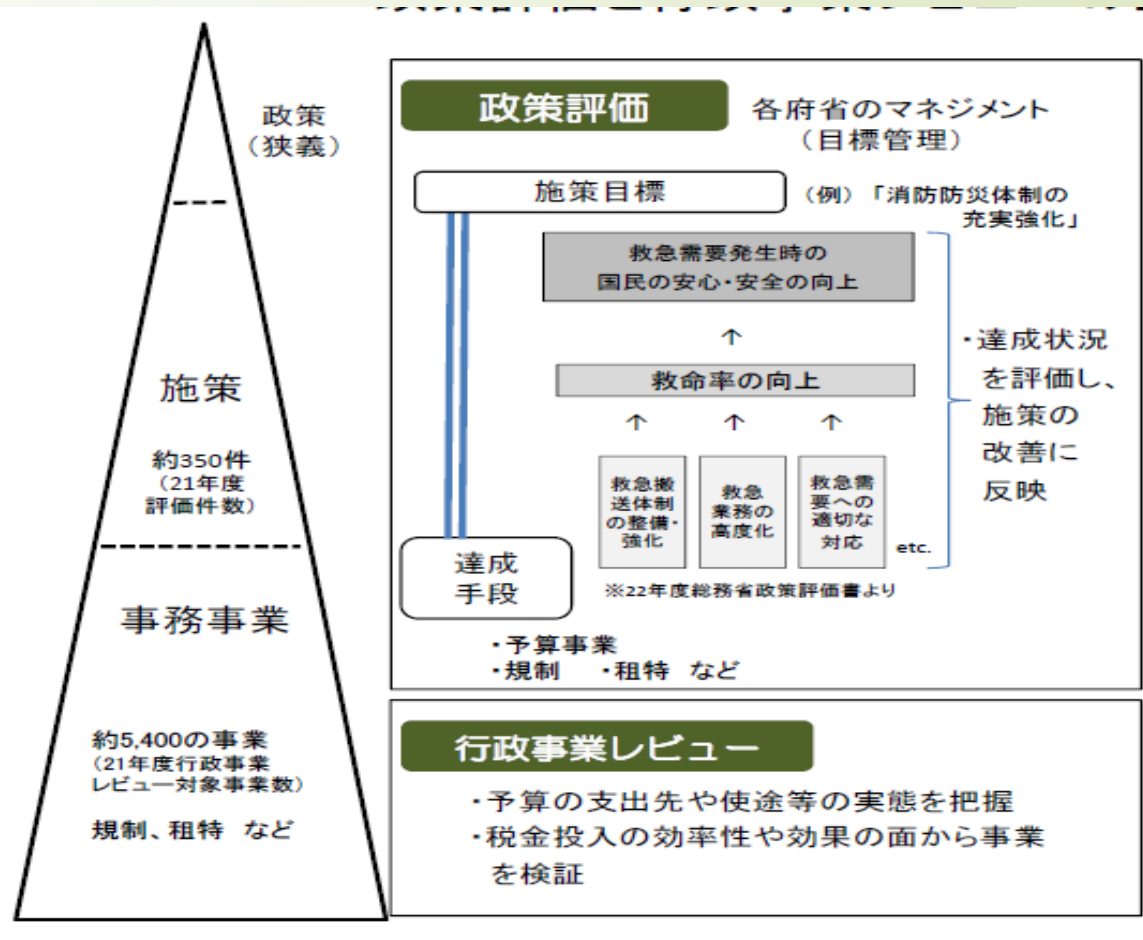 政策
（狭義）
施策
約350件
（21年度
評価件数）
事務事業
約5,400の事業
（21年度行政事業
レビュー対象事業数）
規制、租特 など
政策評価
各府省のマネジメント
（目標管理）
施策目標
（例）「消防防災体制の
充実強化」
救急需要発生時の
国民の安心・安全の向上
↑
救命率の向上
↑ ↑ ↑
救急搬
送体制
の整備・
強化
救急
業務の
高度化
救急需
要への
適切な
対応
etc.
・達成状況
を評価し、
施策の
改善に
反映
達成
手段
※22年度総務省政策評価書より
・予算事業
・規制 ・租特 など
行政事業レビュー
・予算の支出先や使途等の実態を把握
・税金投入の効率性や効果の面から事業
を検証